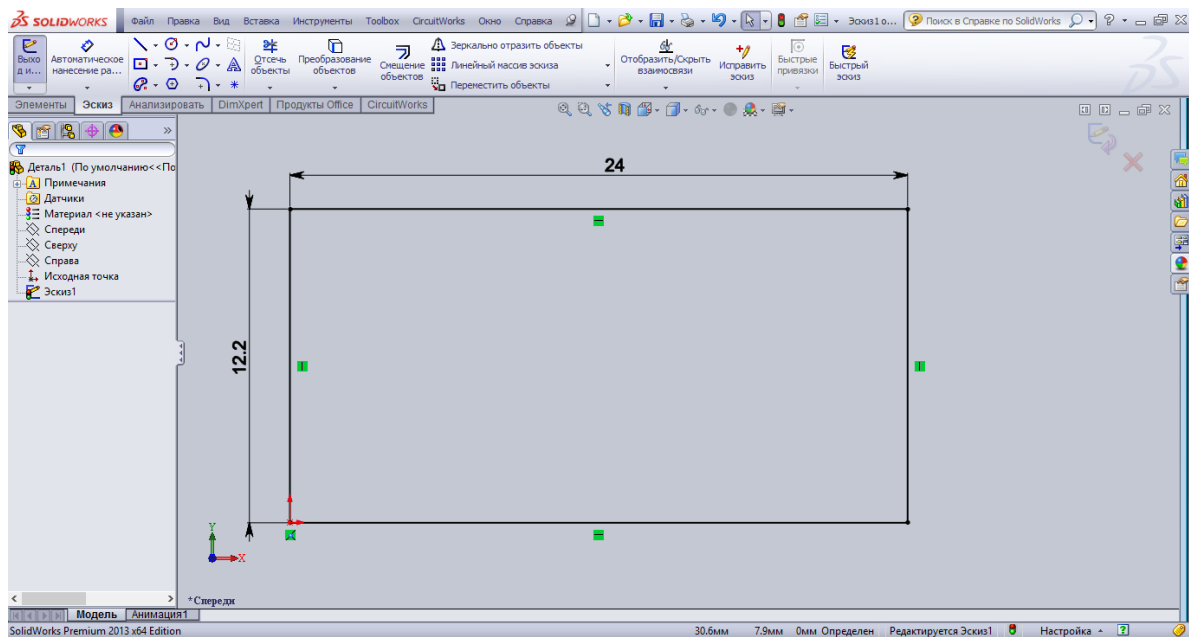 SOLIDWORKS Файл Правка Вид Вставка Инструменты Toolbox CircuitWorks Окно Справка Эскиз1 о... Поиск в Справке по SolidWorks
Выхо д и...
Автоматическое нанесение ра...
Отсечь объекты
Преобразование объектов
Смещение объектов
Зеркально отразить объекты
Линейный массив эскиза
Переместить объекты
Отобразить/Скрыть взаимосвязи
Исправить эскиз
Быстрые привязки
Быстрый эскиз
Элементы Эскиз Анализировать DimXpert Продукты Office CircuitWorks
Деталь1 (По умолчанию<<По
Примечания
Датчики
Материал <не указан>
Спереди
Сверху
Справа
Исходная точка
Эскиз1
24
12.2
Y
X
*Спереди
Модель Анимация1
SolidWorks Premium 2013 x64 Edition 30.6мм 7.9мм 0мм Определен Редактируется Эскиз1 Настройка